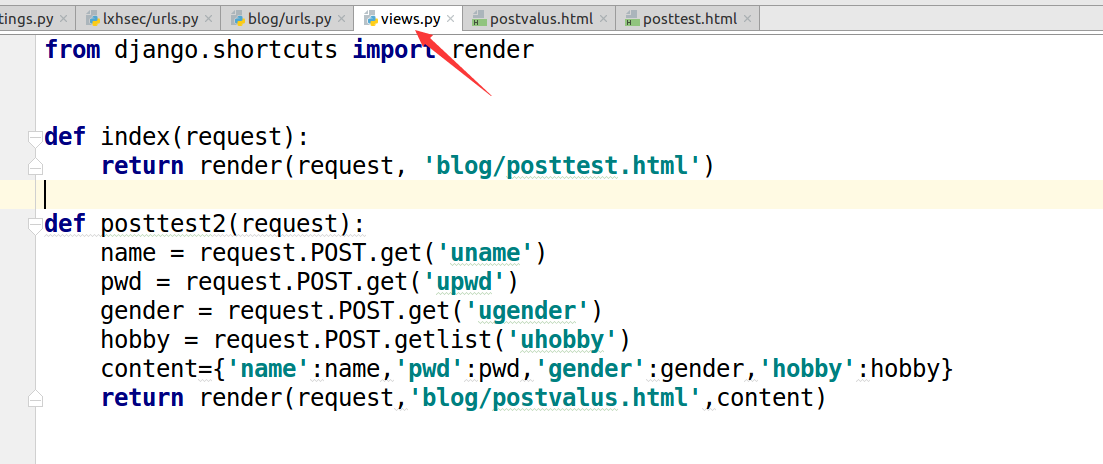 tings.py × lxhsec/urls.py × blog/urls.py × views.py × postvalus.html × posttest.html ×
from django.shortcuts import render
def index(request):
    return render(request, 'blog/posttest.html')
def posttest2(request):
    name = request.POST.get('uname')
    pwd = request.POST.get('upwd')
    gender = request.POST.get('ugender')
    hobby = request.POST.getlist('uhobby')
    content={'name':name,'pwd':pwd,'gender':gender,'hobby':hobby}
    return render(request,'blog/postvalus.html',content)